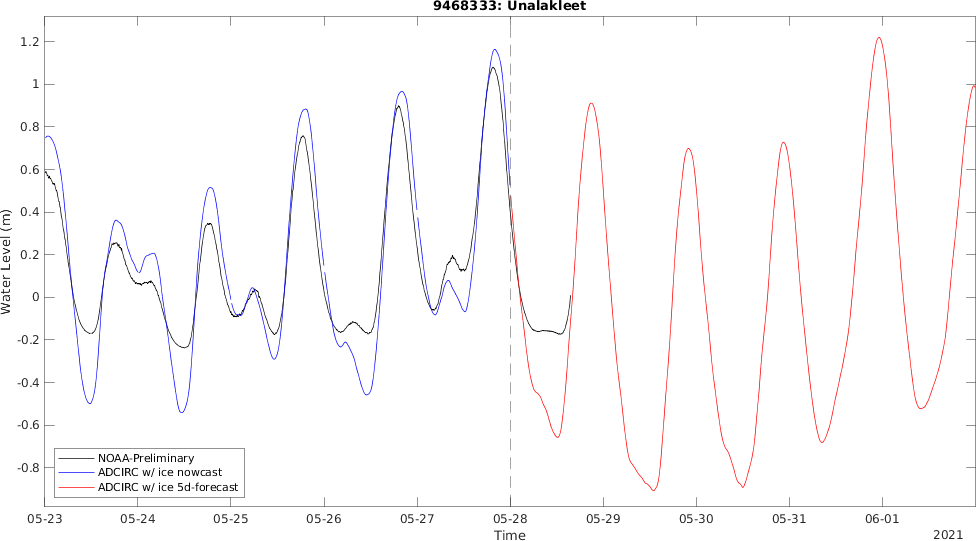 9468333: Unalakleet
Water Level (m)
1.2
1
0.8
0.6
0.4
0.2
0
-0.2
-0.4
-0.6
-0.8
NOAA-Preliminary
ADCIRC w/ ice nowcast
ADCIRC w/ ice 5d-forecast
05-23 05-24 05-25 05-26 05-27 05-28 05-29 05-30 05-31 06-01
Time
2021